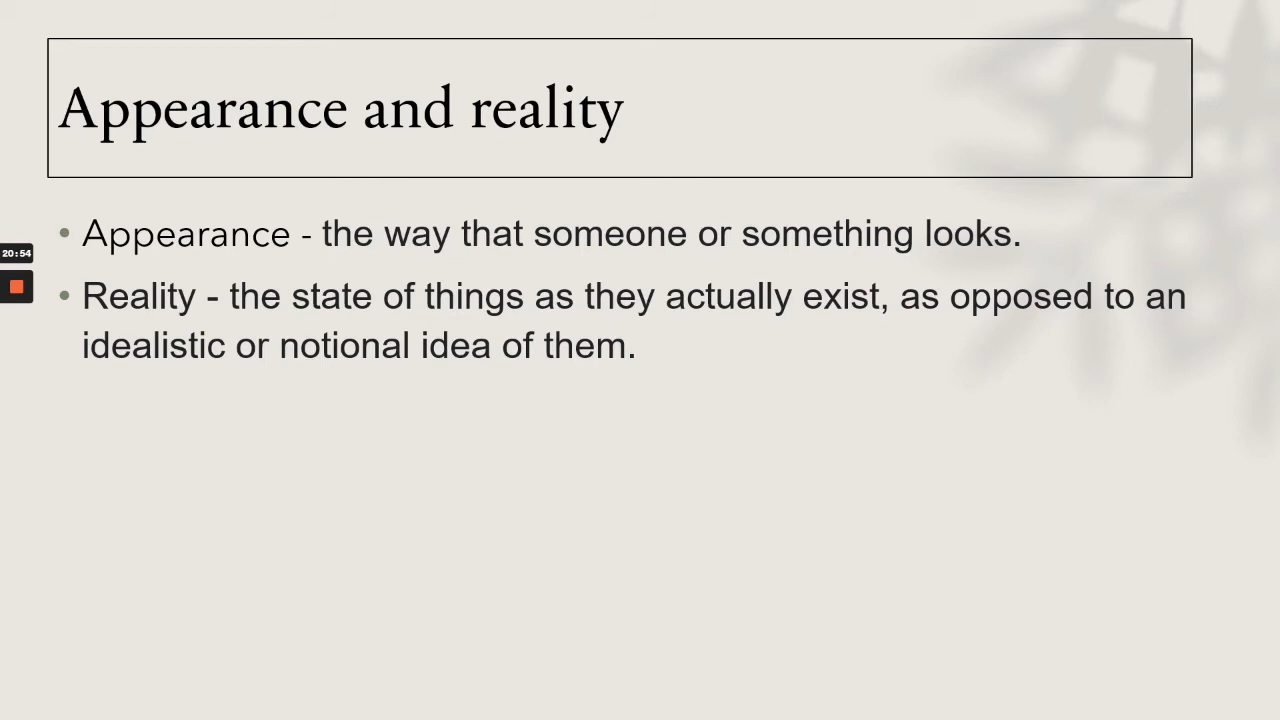 Appearance and reality
• Appearance - the way that someone or something looks.
20:54
• Reality - the state of things as they actually exist, as opposed to an
idealistic or notional idea of them.